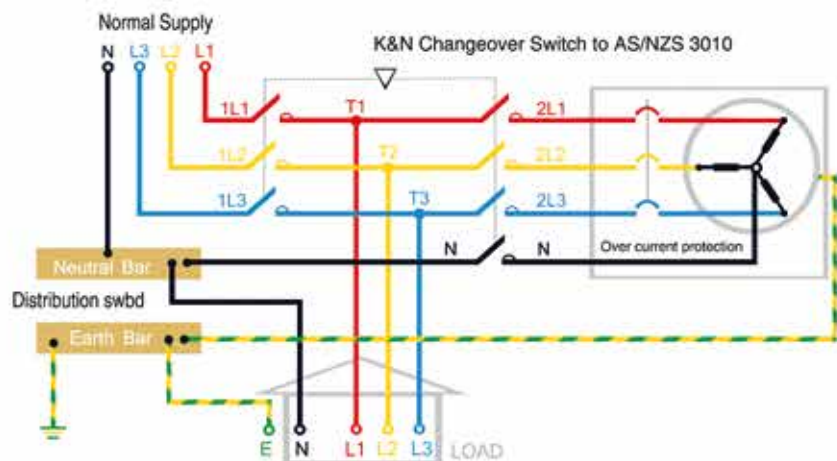 Normal Supply
N L3 L2 L1
K&N Changeover Switch to AS/NZS 3010
1L1 T1 2L1
1L2 T2 2L2
1L3 T3 2L3
N N
Over current protection
Neutral Bar
Distribution swbd
Earth Bar
E N L1 L2 L3 LOAD